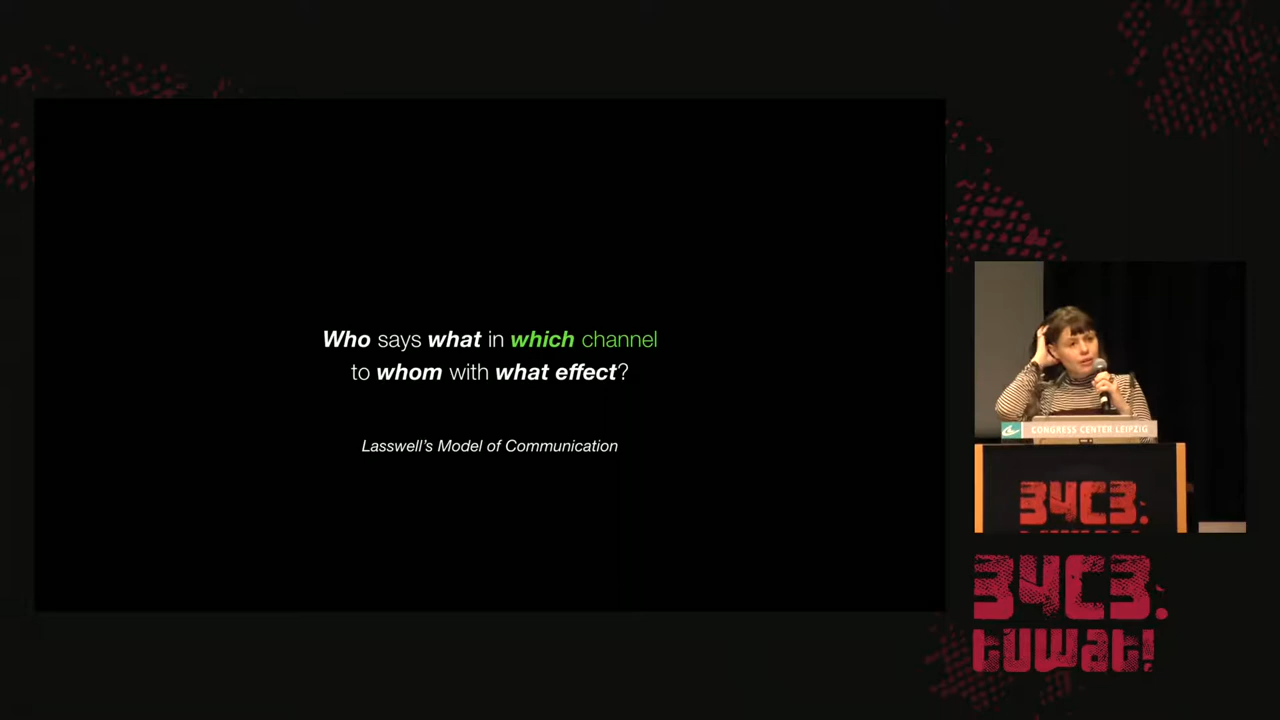 Who says what in which channel
to whom with what effect?
Lasswell's Model of Communication
CONGRESS CENTER LEIPZIG
34C3.
34C3.
tuwat!